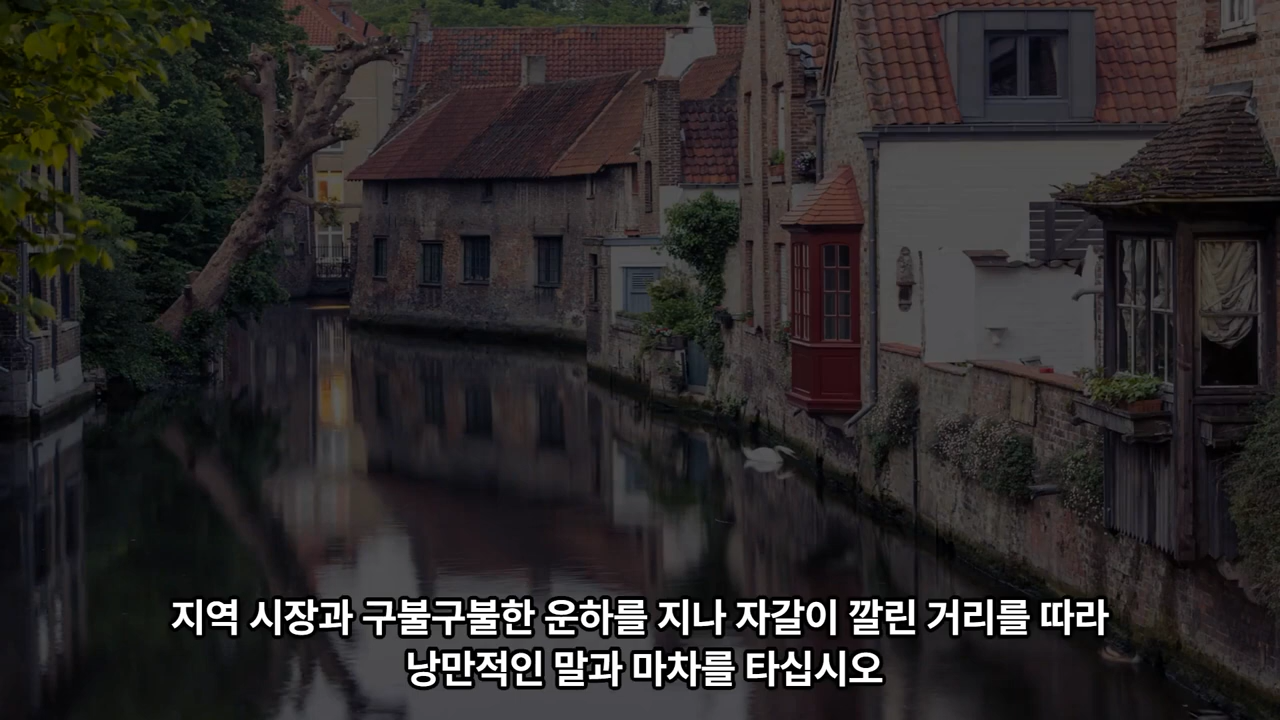 지역 시장과 구불구불한 운하를 지나 자갈이 깔린 거리를 따라
낭만적인 말과 마차를 타십시오